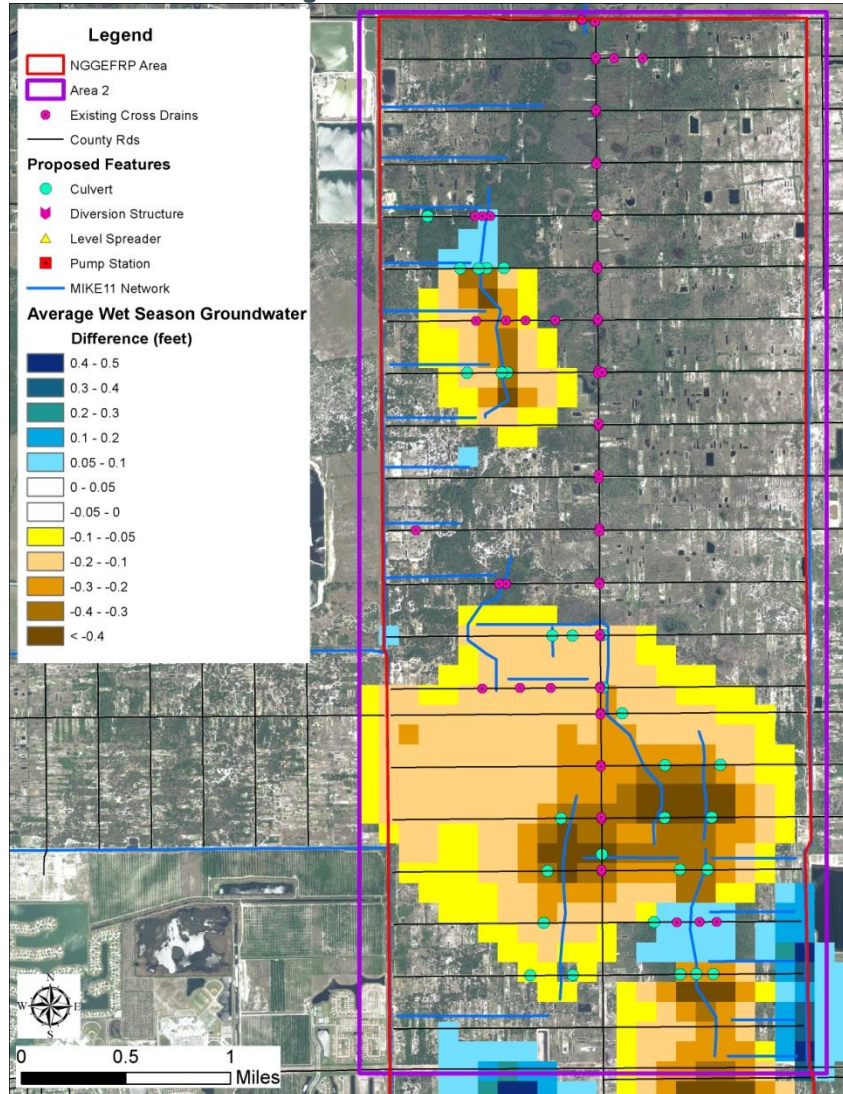 Legend
NGGEFRP Area
Area 2
Existing Cross Drains
County Rds
Proposed Features
Culvert
Diversion Structure
Level Spreader
Pump Station
MIKE11 Network
Average Wet Season Groundwater
Difference (feet)
0.4 - 0.5
0.3 - 0.4
0.2 - 0.3
0.1 - 0.2
0.05 - 0.1
0 - 0.05
-0.05 - 0
-0.1 - -0.05
-0.2 - -0.1
-0.3 - -0.2
-0.4 - -0.3
< -0.4
N
W E
S
0 0.5 1
Miles